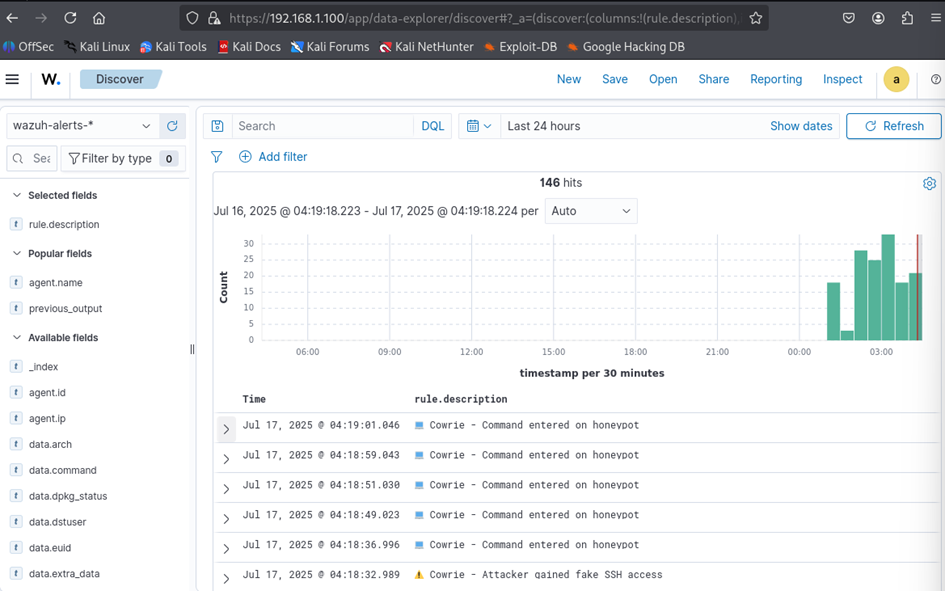 https://192.168.1.100/app/data-explorer/discover#?_a=(discover:(columns:!(rule.description),
OffSec Kali Linux Kali Tools Kali Docs Kali Forums Kali NetHunter Exploit-DB Google Hacking DB
W. Discover New Save Open Share Reporting Inspect a
wazuh-alerts-* Search DQL Last 24 hours Show dates Refresh
Sea Filter by type 0 Add filter
Selected fields
rule.description
Popular fields
agent.name
previous_output
Available fields
_index
agent.id
agent.ip
data.arch
data.command
data.dpkg_status
data.dstuser
data.euid
data.extra_data
146 hits
Jul 16, 2025 @ 04:19:18.223 - Jul 17, 2025 @ 04:19:18.224 per Auto
Count
30
25
20
15
10
5
0
06:00 09:00 12:00 15:00 18:00 21:00 00:00 03:00
timestamp per 30 minutes
Time rule.description
Jul 17, 2025 @ 04:19:01.046 💻 Cowrie - Command entered on honeypot
Jul 17, 2025 @ 04:18:59.043 💻 Cowrie - Command entered on honeypot
Jul 17, 2025 @ 04:18:51.030 💻 Cowrie - Command entered on honeypot
Jul 17, 2025 @ 04:18:49.023 💻 Cowrie - Command entered on honeypot
Jul 17, 2025 @ 04:18:36.996 💻 Cowrie - Command entered on honeypot
Jul 17, 2025 @ 04:18:32.989 ⚠️ Cowrie - Attacker gained fake SSH access